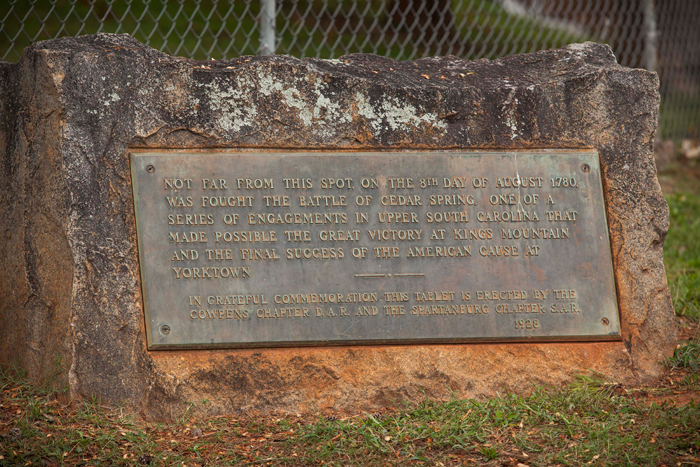 NOT FAR FROM THIS SPOT, ON THE 8TH DAY OF AUGUST 1780,
WAS FOUGHT THE BATTLE OF CEDAR SPRING, ONE OF A
SERIES OF ENGAGEMENTS IN UPPER SOUTH CAROLINA THAT
MADE POSSIBLE THE GREAT VICTORY AT KINGS MOUNTAIN
AND THE FINAL SUCCESS OF THE AMERICAN CAUSE AT
YORKTOWN
IN GRATEFUL COMMEMORATION, THIS TABLET IS ERECTED BY THE
COWPENS CHAPTER D.A.R. AND THE SPARTANBURG CHAPTER S.A.R.